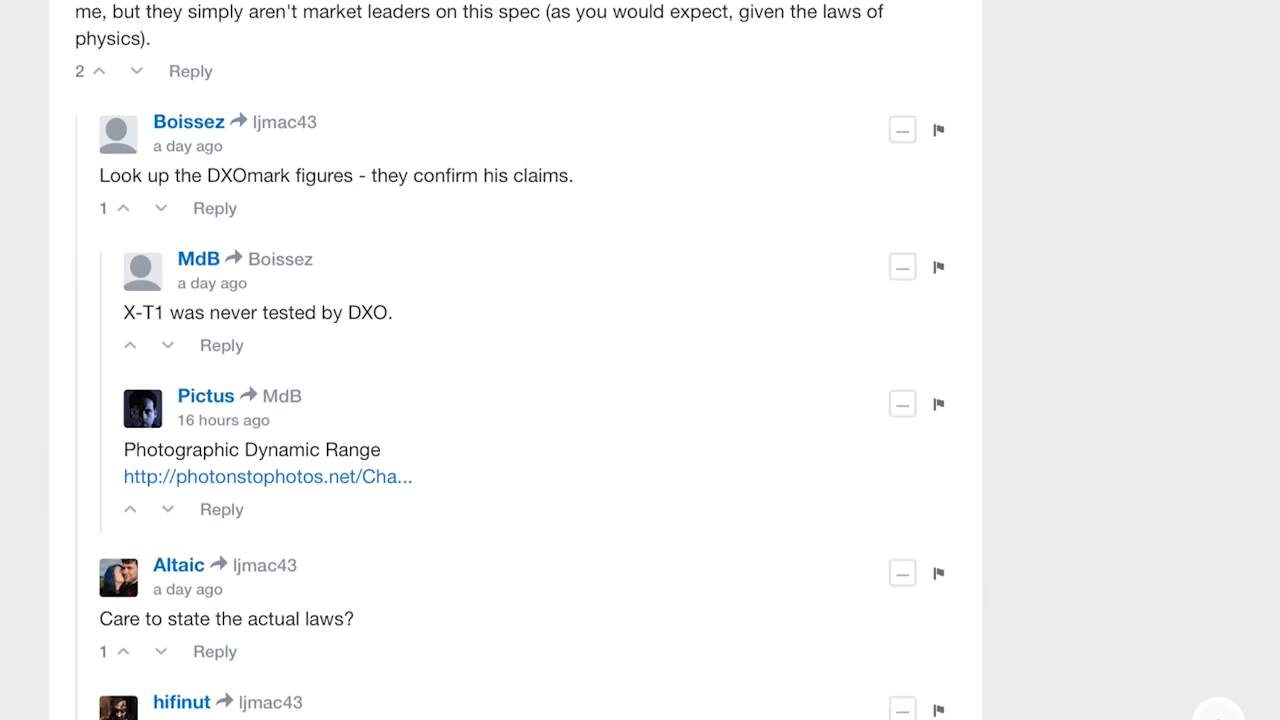 me, but they simply aren't market leaders on this spec (as you would expect, given the laws of
physics).
2 Reply
Boissez ljmac43
a day ago
Look up the DXOmark figures - they confirm his claims.
1 Reply
MdB Boissez
a day ago
X-T1 was never tested by DXO.
Reply
Pictus MdB
16 hours ago
Photographic Dynamic Range
http://photonstophotos.net/Cha...
Reply
Altaic ljmac43
a day ago
Care to state the actual laws?
1 Reply
hifinut ljmac43